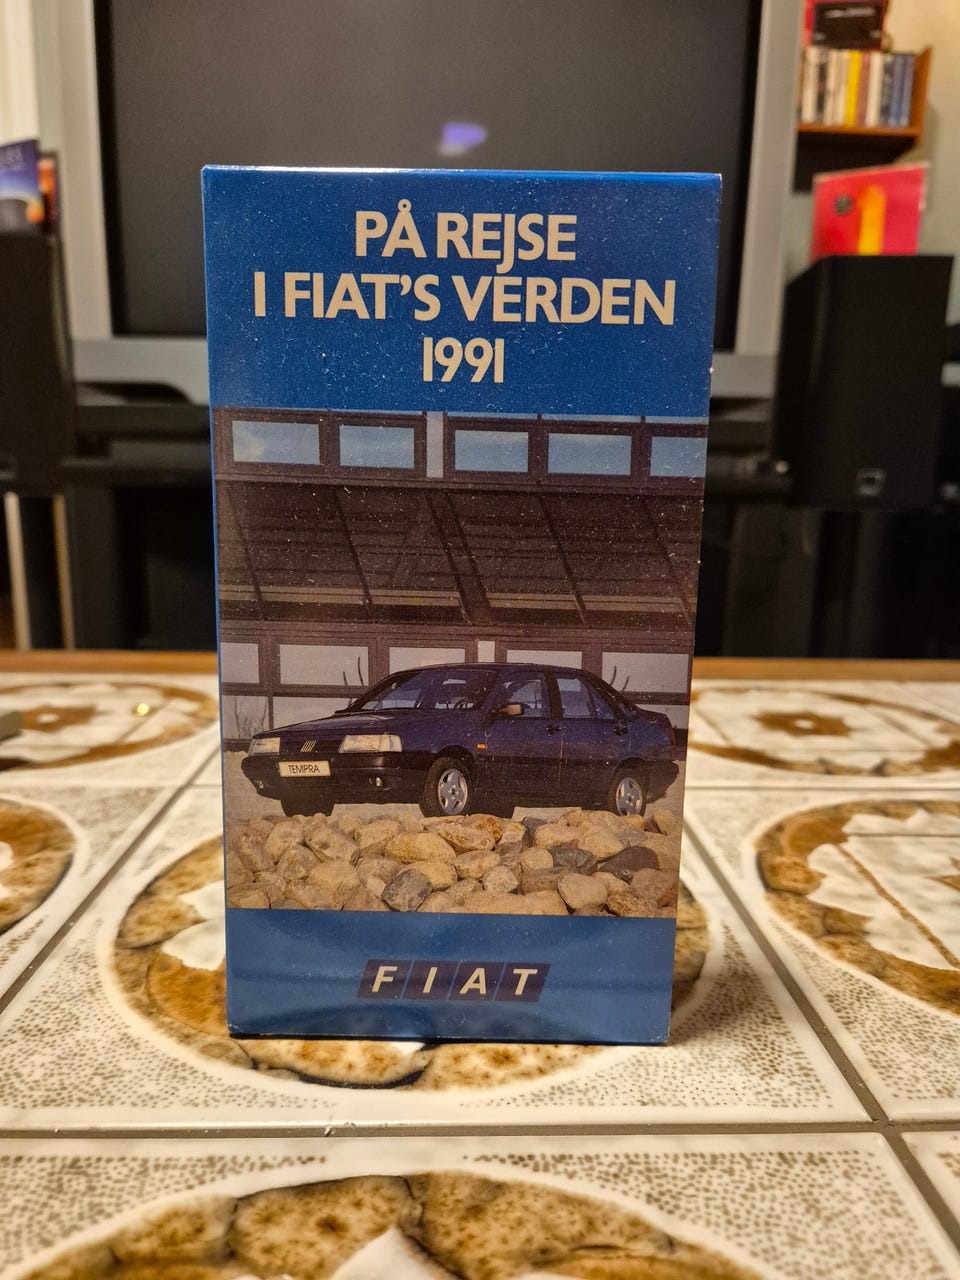 PÅ REJSE
I FIAT'S VERDEN
1991
TEMPRA
FIAT